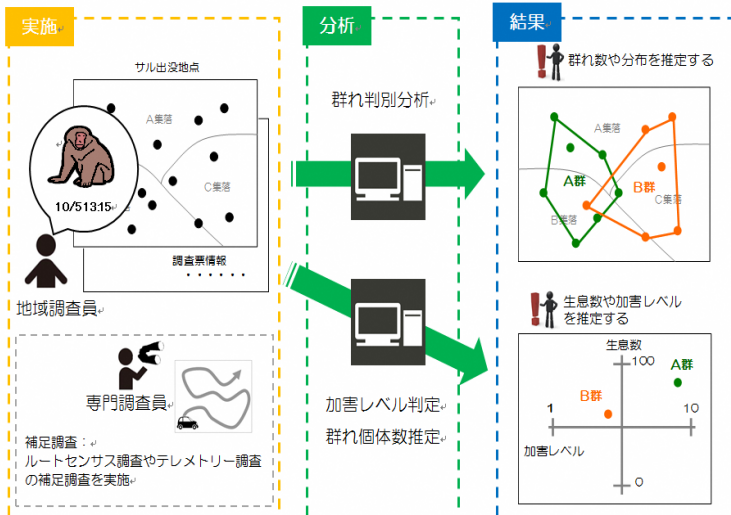 実施
サル出没地点
A集落
C集落
10/513:15
調査票情報
・・・・・・
地域調査員
専門調査員
補足調査：
ルートセンサス調査やテレメトリー調査
の補足調査を実施
分析
群れ判別分析
加害レベル判定
群れ個体数推定
結果
群れ数や分布を推定する
A集落
A群
B群
C集落
B集落
生息数や加害レベル
を推定する
生息数
100
A群
B群
1
10
加害レベル
0